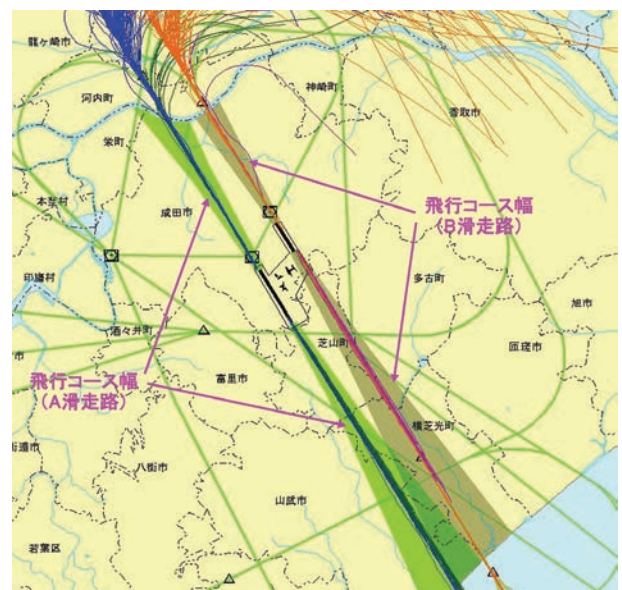 龍ヶ崎市
河内町
神崎町
香取市
栄町
本埜村
成田市
飛行コース幅
（B滑走路）
印旛村
多古町
旭市
酒々井町
芝山町
匝瑳市
市
富里市
飛行コース幅
（A滑走路）
横芝光町
街道市
八街市
山武市
若葉区